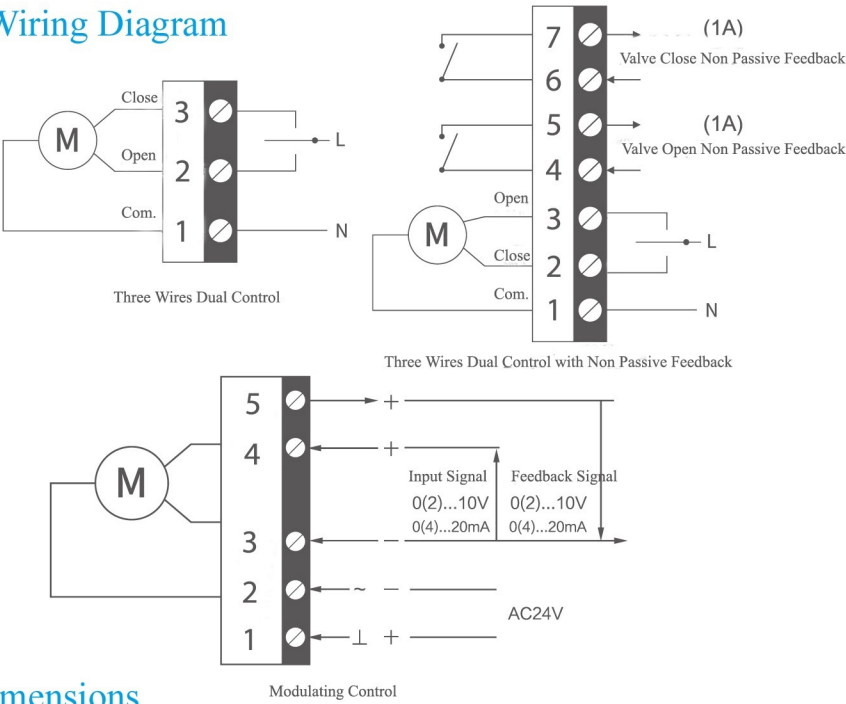 Wiring Diagram
Close
3
M
L
Open
2
Com.
1
N
Three Wires Dual Control
7
(1A)
Valve Close Non Passive Feedback
6
5
(1A)
Valve Open Non Passive Feedback
4
Open
3
M
L
Close
2
Com.
1
N
Three Wires Dual Control with Non Passive Feedback
5
+
4
+
M
Input Signal
0(2)...10V
0(4)...20mA
Feedback Signal
0(2)...10V
0(4)...20mA
3
−
2
~ −
AC24V
1
⊥ +
Modulating Control
mensions